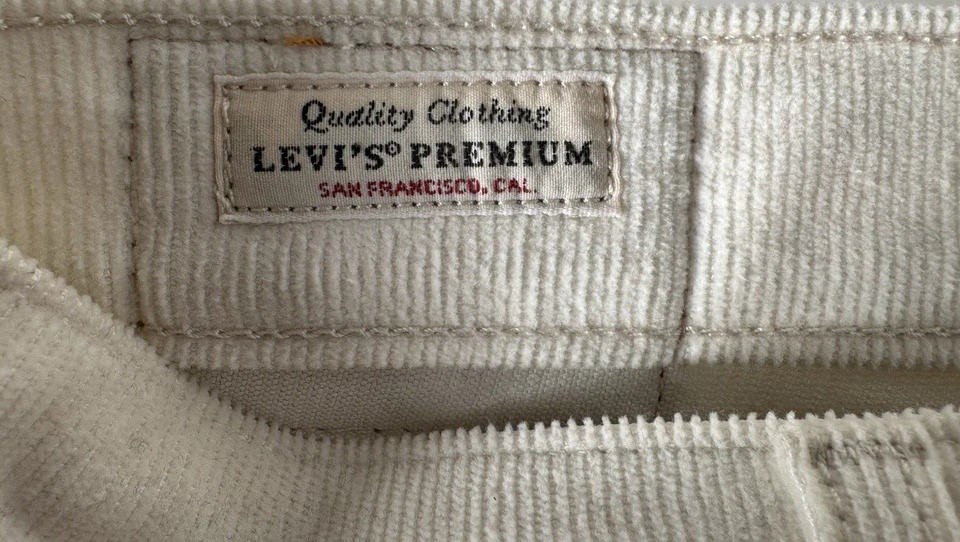 Quality Clothing
LEVI'S® PREMIUM
SAN FRANCISCO, CAL.